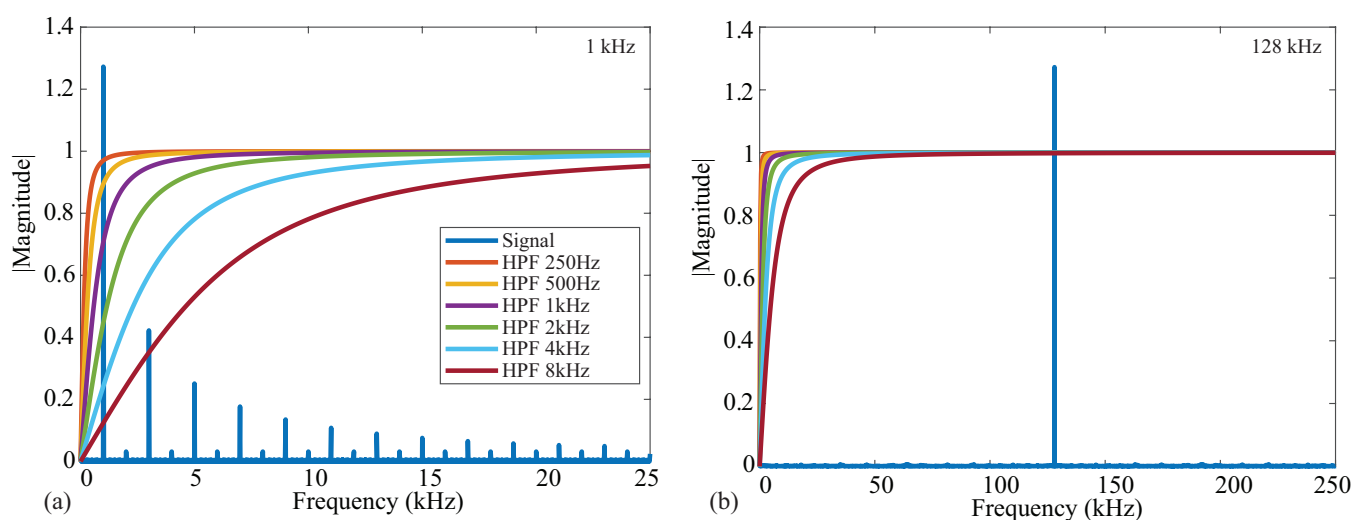 1.4
1.2
1
0.8
0.6
0.4
0.2
0
|Magnitude|
1 kHz
Signal
HPF 250Hz
HPF 500Hz
HPF 1kHz
HPF 2kHz
HPF 4kHz
HPF 8kHz
0 5 10 15 20 25
(a) Frequency (kHz)
1.4
1.2
1
0.8
0.6
0.4
0.2
0
|Magnitude|
128 kHz
0 50 100 150 200 250
(b) Frequency (kHz)